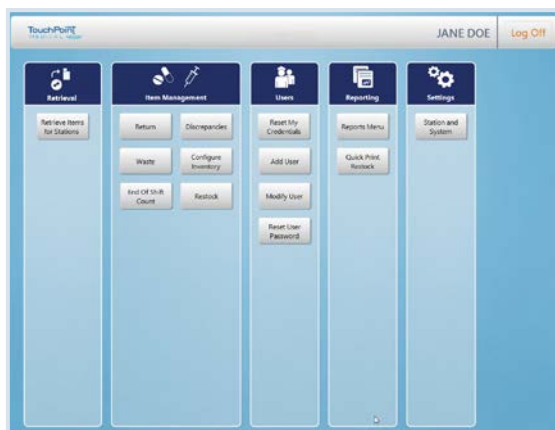 TouchPoint
MEDICAL
JANE DOE
Log Off
Retrieval
Retrieve Items
for Stations
Item Management
Return
Discrepancies
Waste
Configure
Inventory
End Of Shift
Count
Restock
Users
Reset My
Credentials
Add User
Modify User
Reset User
Password
Reporting
Reports Menu
Quick Print
Restock
Settings
Station and
System